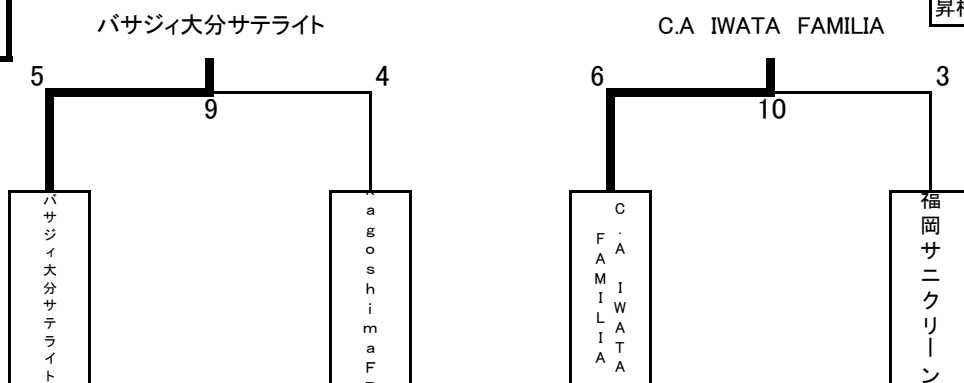 バサジィ大分サテライト
C.A IWATA FAMILIA
5
4
6
3
9
10
バサジィ大分サテライト
agoshimaF
C.A IWATA
FAMILIA
福岡サニクリーン